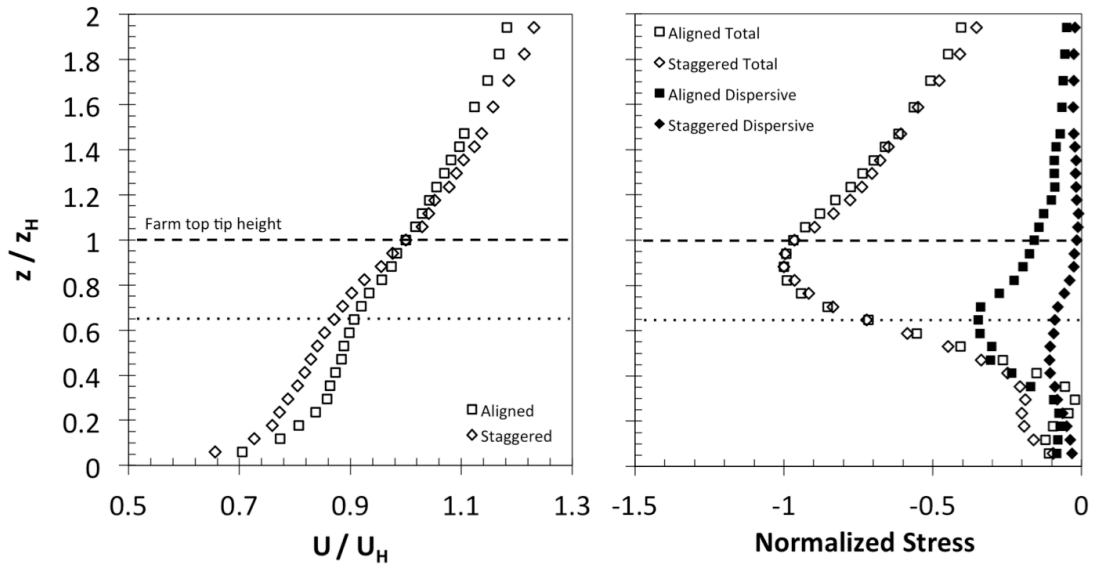 2
1.8
1.6
1.4
1.2
1
0.8
0.6
0.4
0.2
0
z / zH
Farm top tip height
Aligned
Staggered
0.5 0.7 0.9 1.1 1.3
U / UH
Aligned Total
Staggered Total
Aligned Dispersive
Staggered Dispersive
-1.5 -1 -0.5 0
Normalized Stress